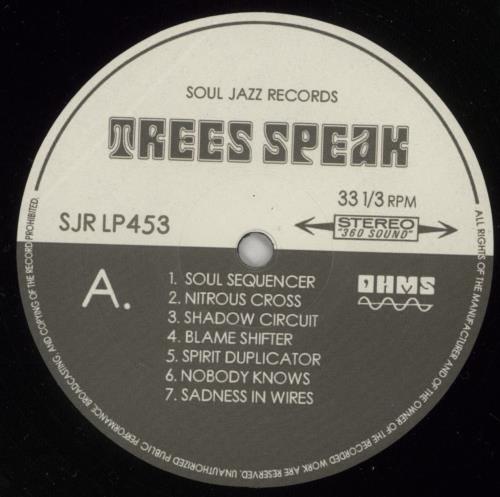 SOUL JAZZ RECORDS
TREES SPEAK
33 1/3 RPM
SJR LP453
STEREO
"360 SOUND"
A.
OHMS
1. SOUL SEQUENCER
2. NITROUS CROSS
3. SHADOW CIRCUIT
4. BLAME SHIFTER
5. SPIRIT DUPLICATOR
6. NOBODY KNOWS
7. SADNESS IN WIRES
ALL RIGHTS OF THE MANUFACTURER AND OF THE OWNER OF THE RECORDED WORK ARE RESERVED. UNAUTHORIZED PUBLIC PERFORMANCE, BROADCASTING AND COPYING OF THE RECORD PROHIBITED.